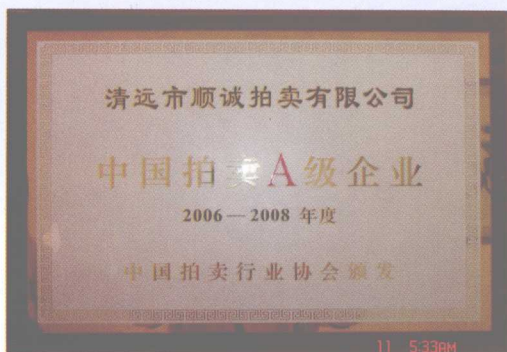 清远市顺诚拍卖有限公司
中国拍卖A级企业
2006—2008 年度
中国拍卖行业协会颁发
11 5:33AM